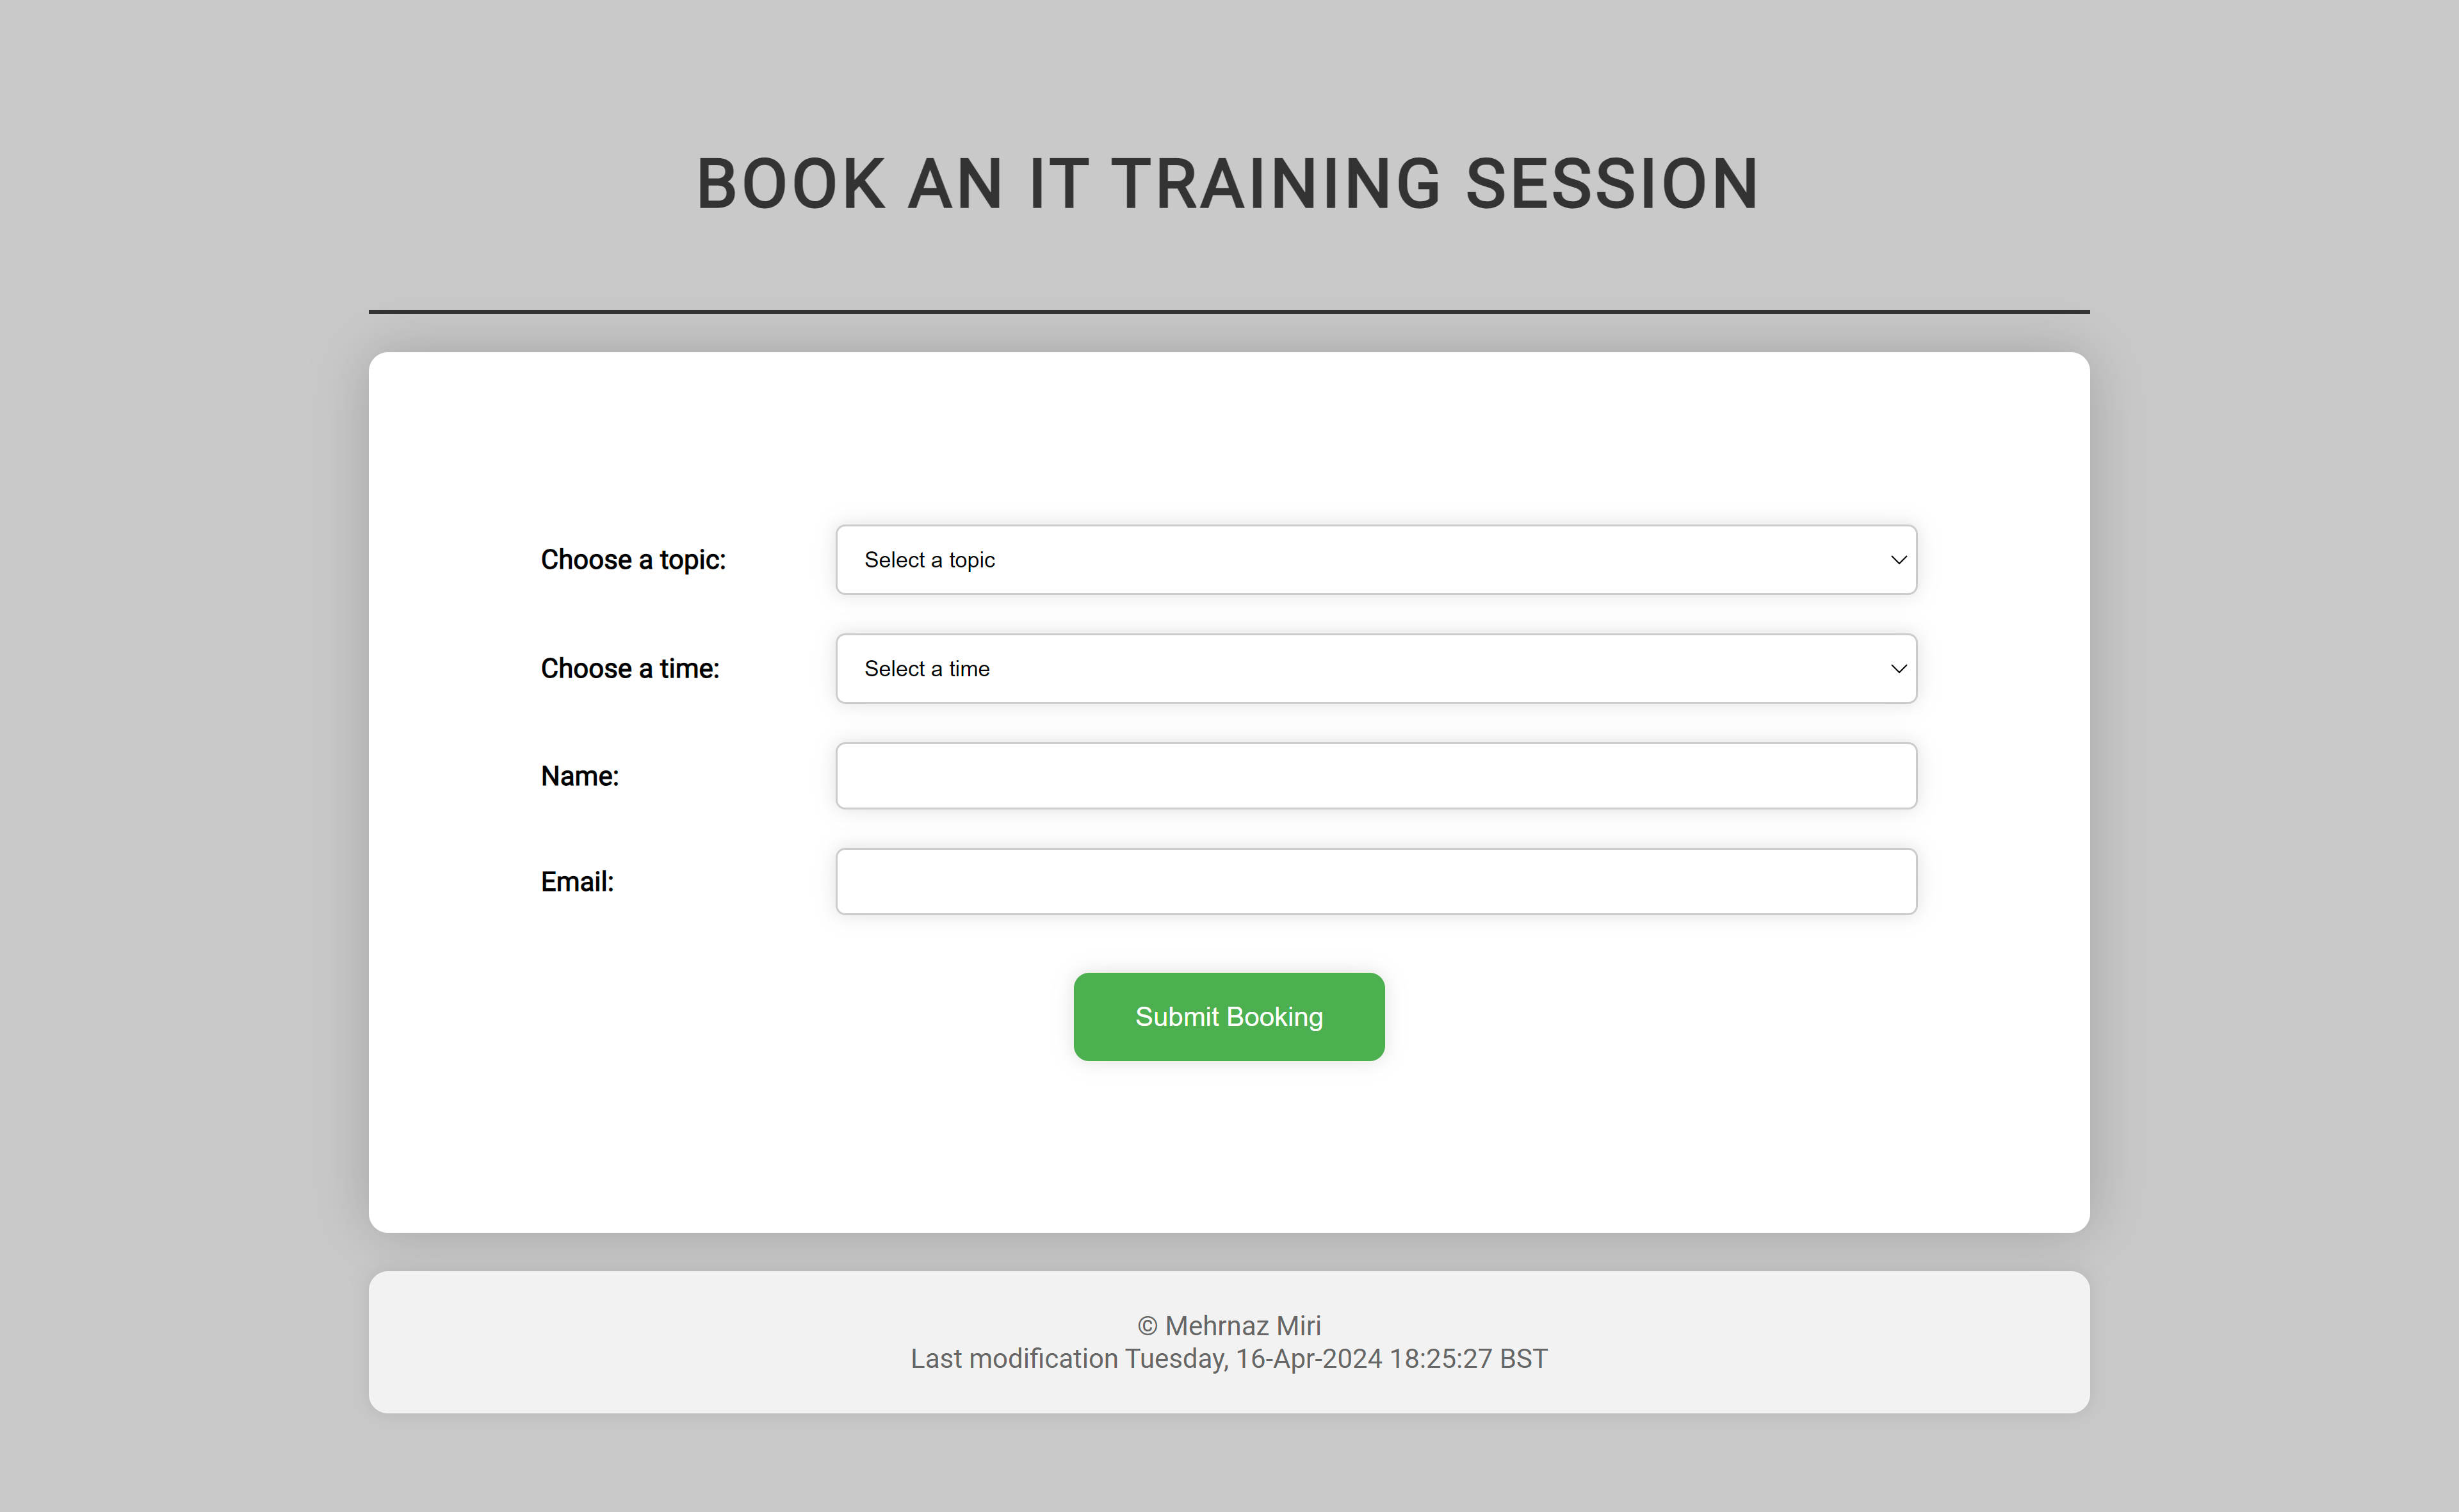 BOOK AN IT TRAINING SESSION
Choose a topic: Select a topic
Choose a time: Select a time
Name:
Email:
Submit Booking
© Mehrnaz Miri
Last modification Tuesday, 16-Apr-2024 18:25:27 BST